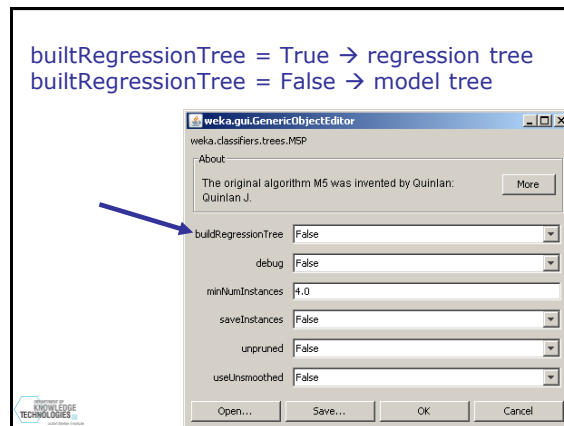 builtRegressionTree = True → regression tree
builtRegressionTree = False → model tree
weka.gui.GenericObjectEditor
weka.classifiers.trees.M5P
About
The original algorithm M5 was invented by Quinlan:
Quinlan J.
More
buildRegressionTree False
debug False
minNumInstances 4.0
saveInstances False
unpruned False
useUnsmoothed False
Open... Save... OK Cancel
DEPARTMENT OF
KNOWLEDGE
TECHNOLOGIES